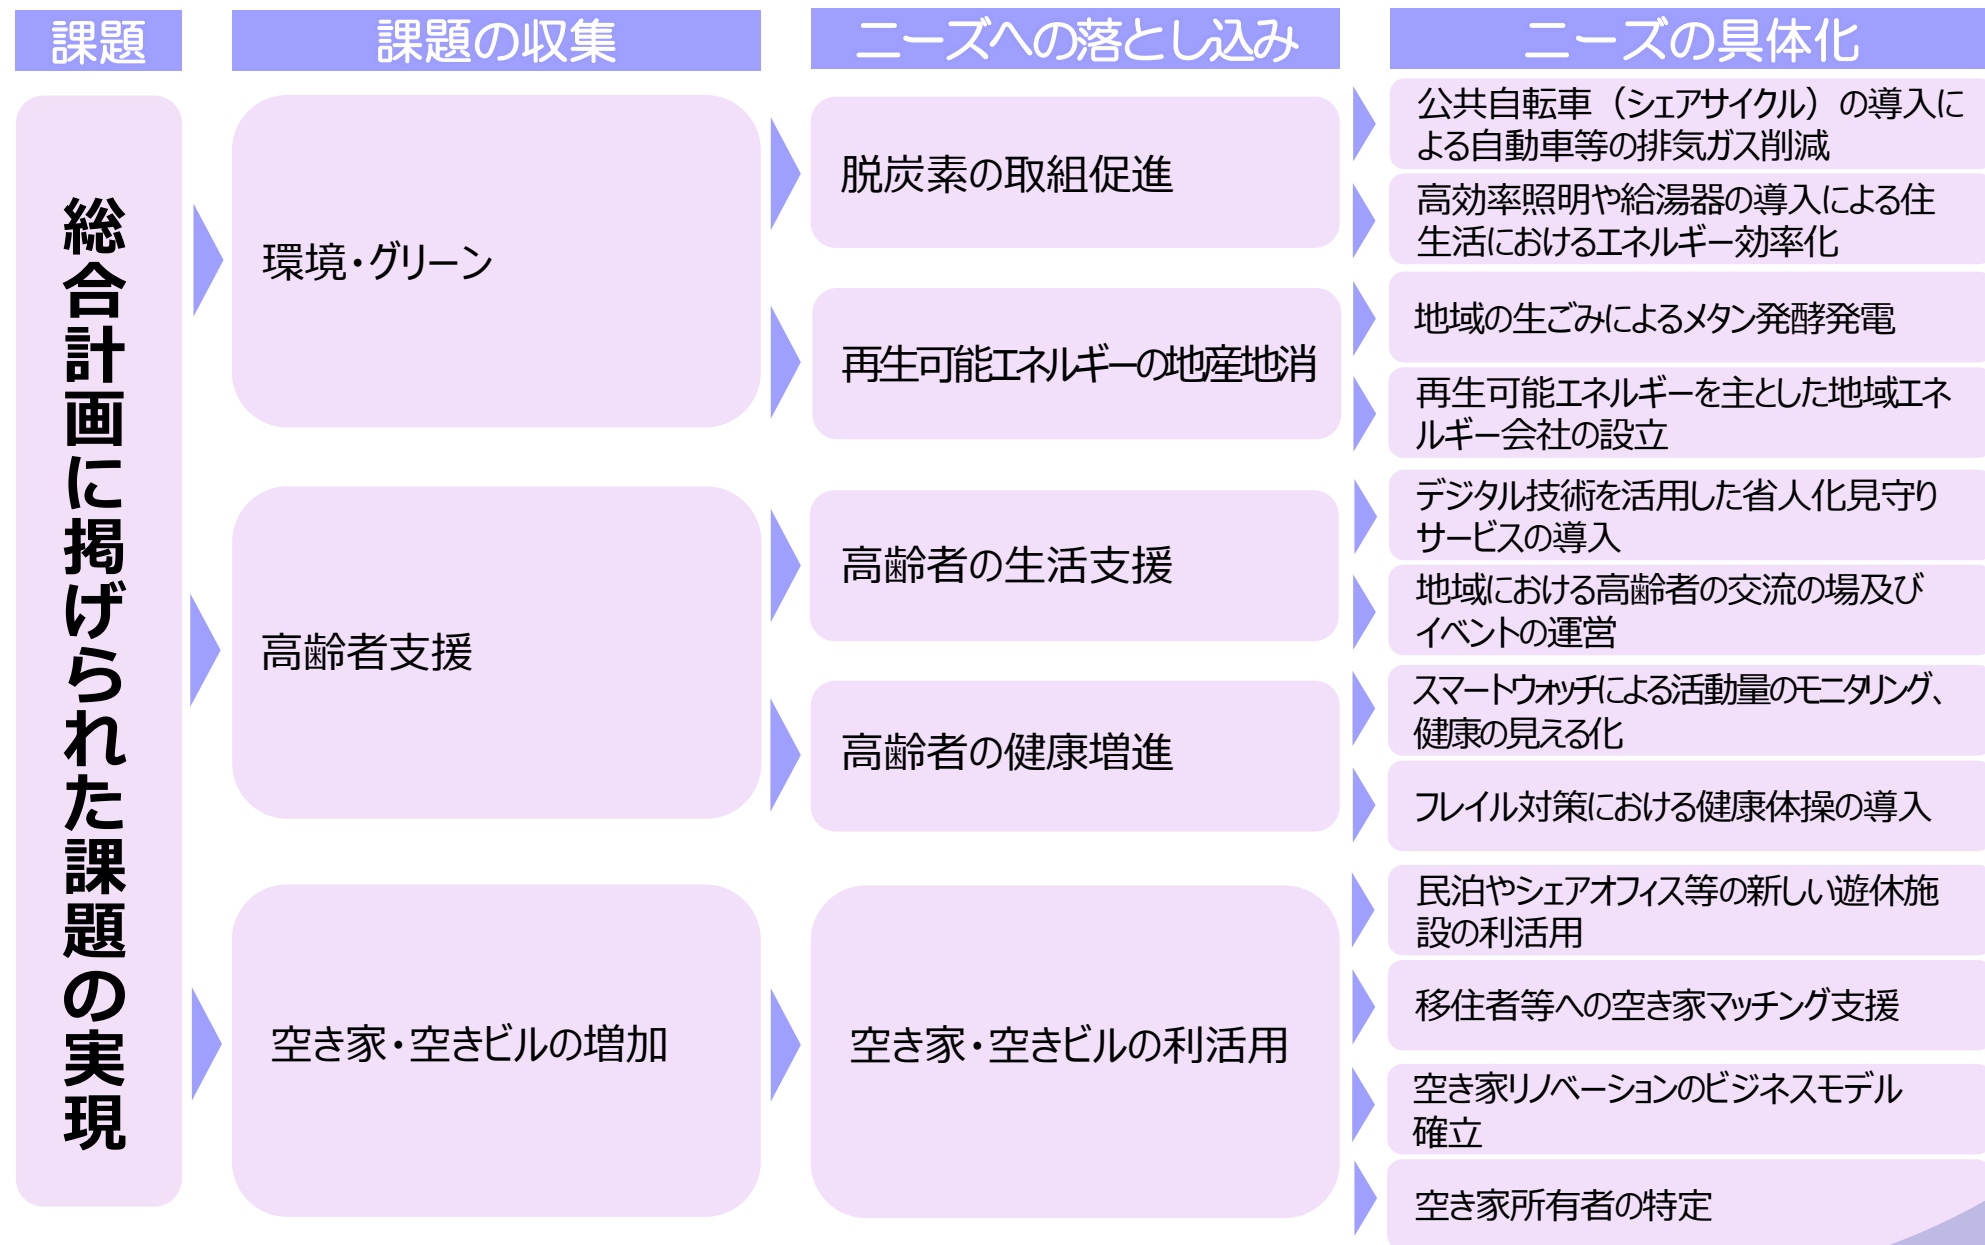 課題
課題の収集
ニーズへの落とし込み
ニーズの具体化
総合計画に掲げられた課題の実現
環境・グリーン
脱炭素の取組促進
公共自転車（シェアサイクル）の導入に
よる自動車等の排気ガス削減
高効率照明や給湯器の導入による住
生活におけるエネルギー効率化
再生可能エネルギーの地産地消
地域の生ごみによるメタン発酵発電
再生可能エネルギーを主とした地域エネ
ルギー会社の設立
高齢者支援
高齢者の生活支援
デジタル技術を活用した省人化見守り
サービスの導入
地域における高齢者の交流の場及び
イベントの運営
高齢者の健康増進
スマートウォッチによる活動量のモニタリング、
健康の見える化
フレイル対策における健康体操の導入
空き家・空きビルの増加
空き家・空きビルの利活用
民泊やシェアオフィス等の新しい遊休施
設の利活用
移住者等への空き家マッチング支援
空き家リノベーションのビジネスモデル
確立
空き家所有者の特定